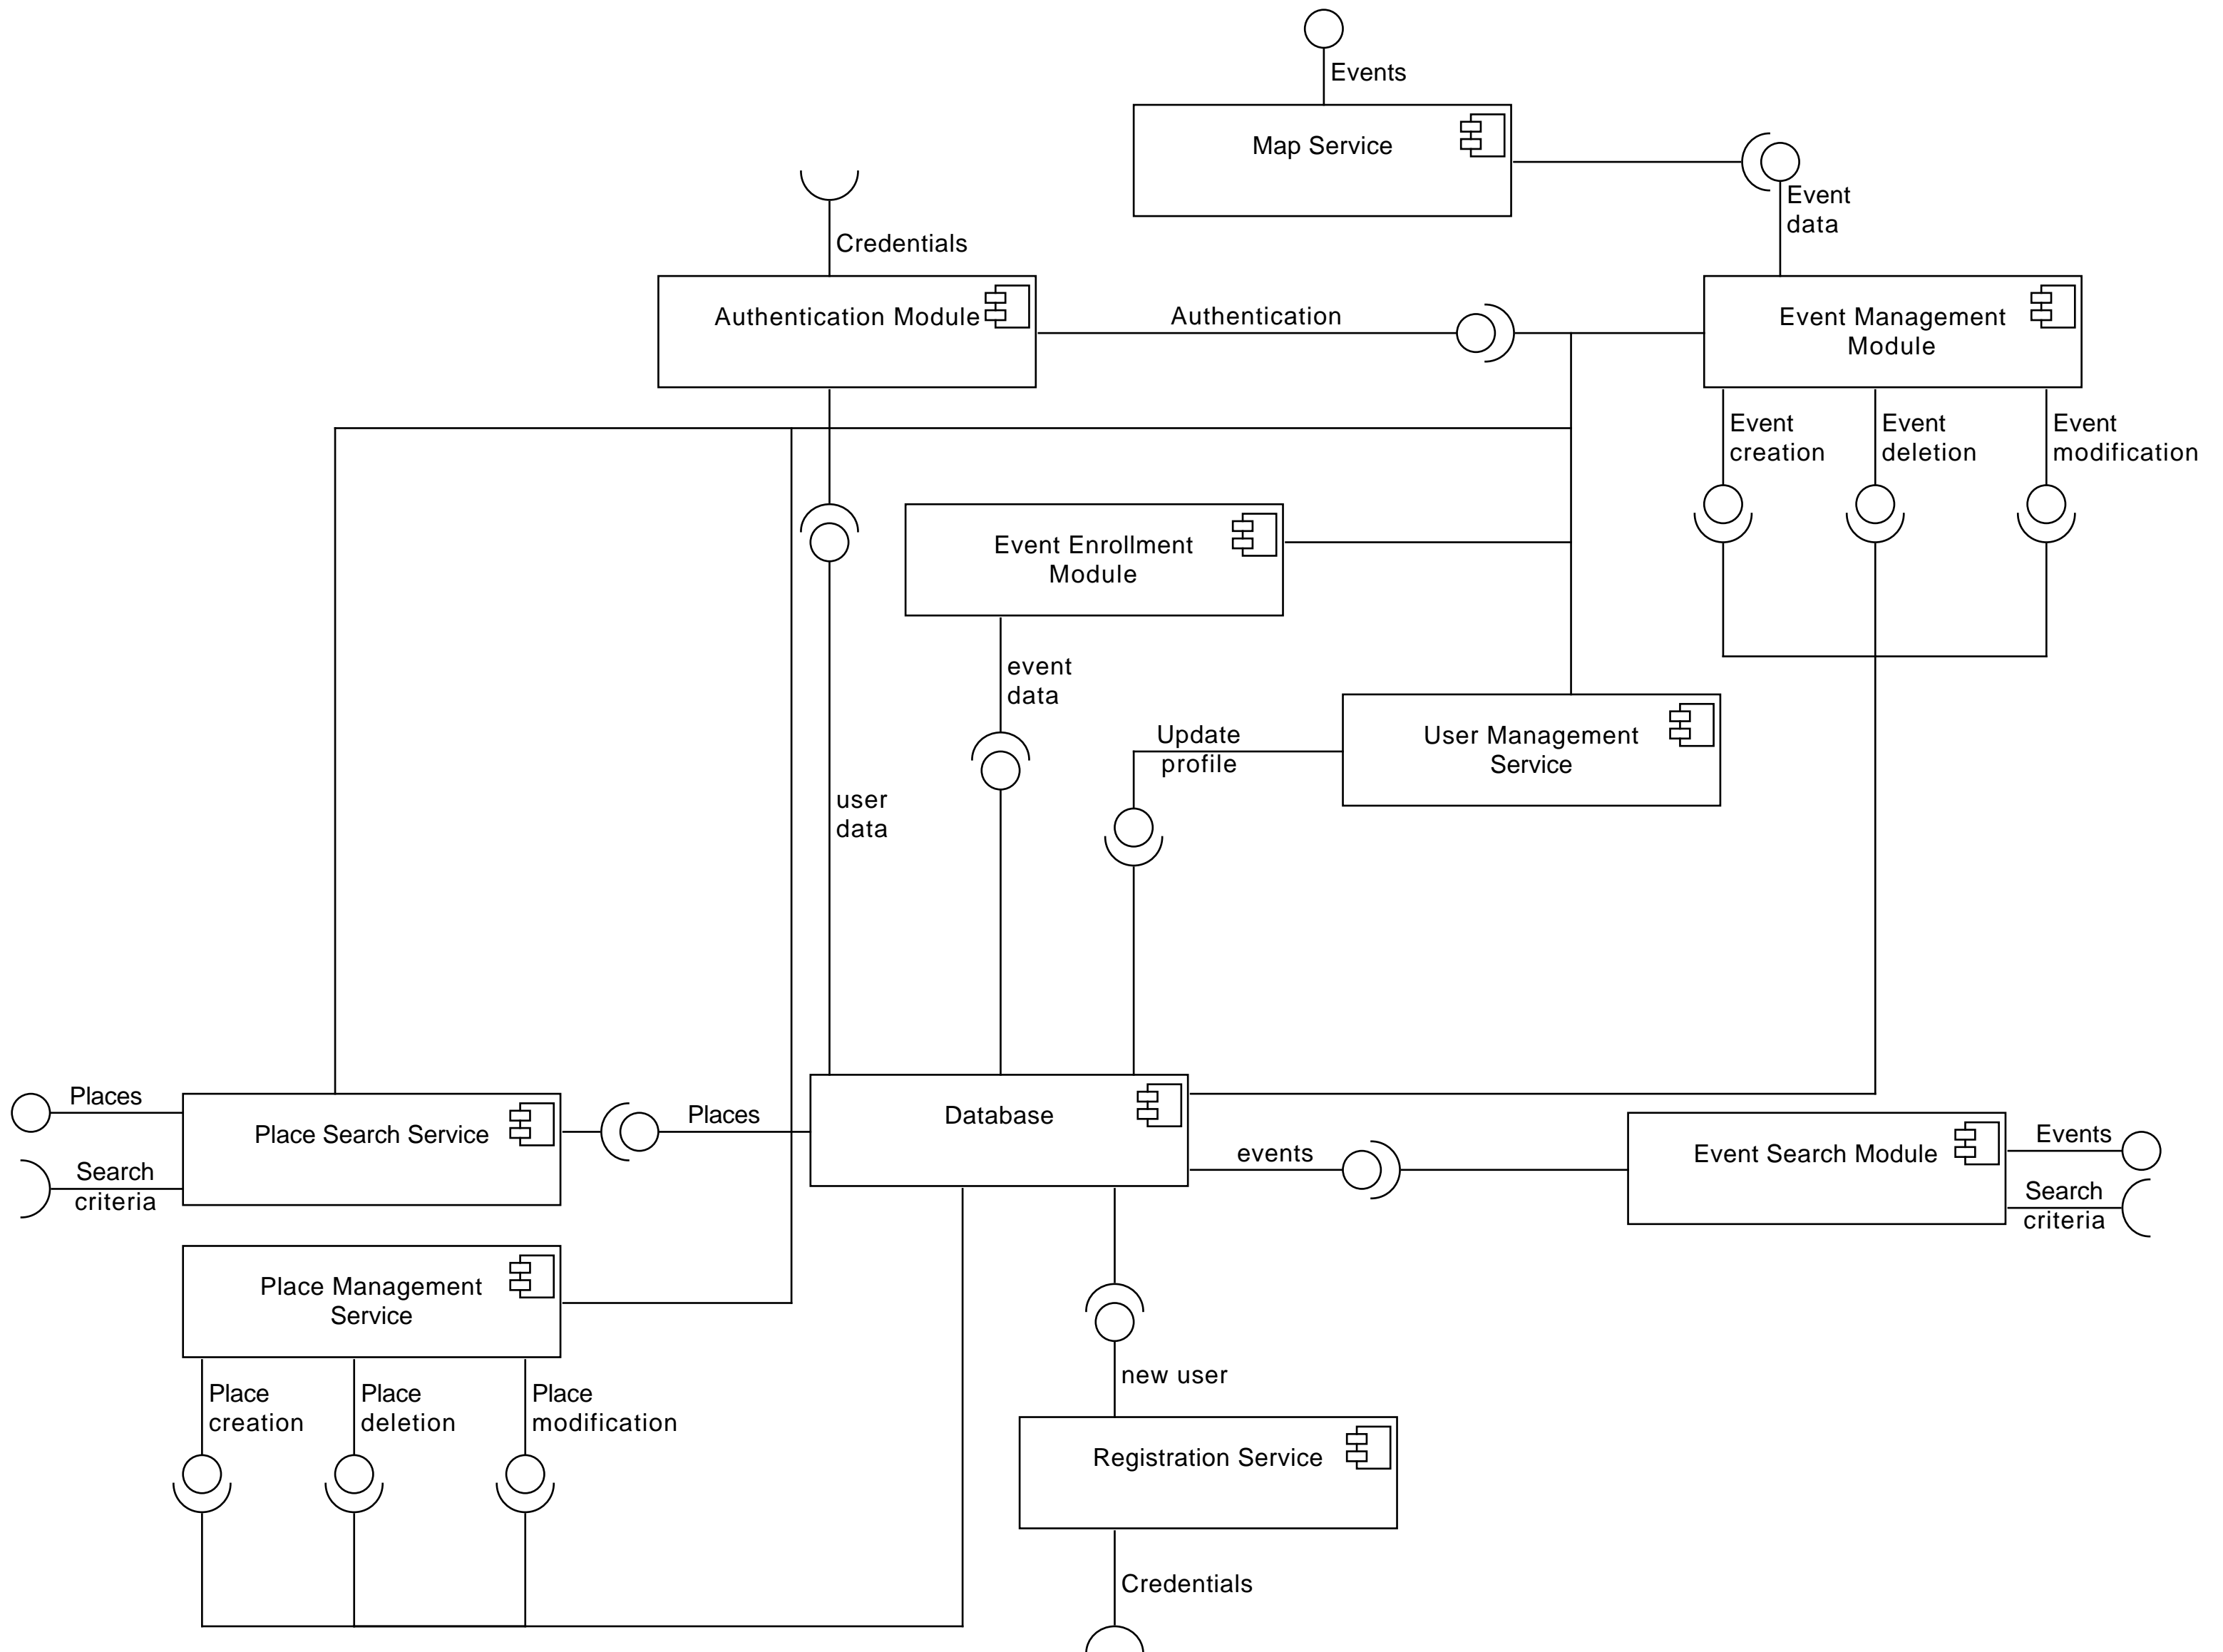 Events
Map Service
Event
data
Credentials
Authentication Module
Authentication
Event Management
Module
Event
creation
Event
deletion
Event
modification
Event Enrollment
Module
event
data
Update
profile
User Management
Service
user
data
Places
Search
criteria
Place Search Service
Places
Database
events
Event Search Module
Events
Search
criteria
Place Management
Service
Place
creation
Place
deletion
Place
modification
new user
Registration Service
Credentials